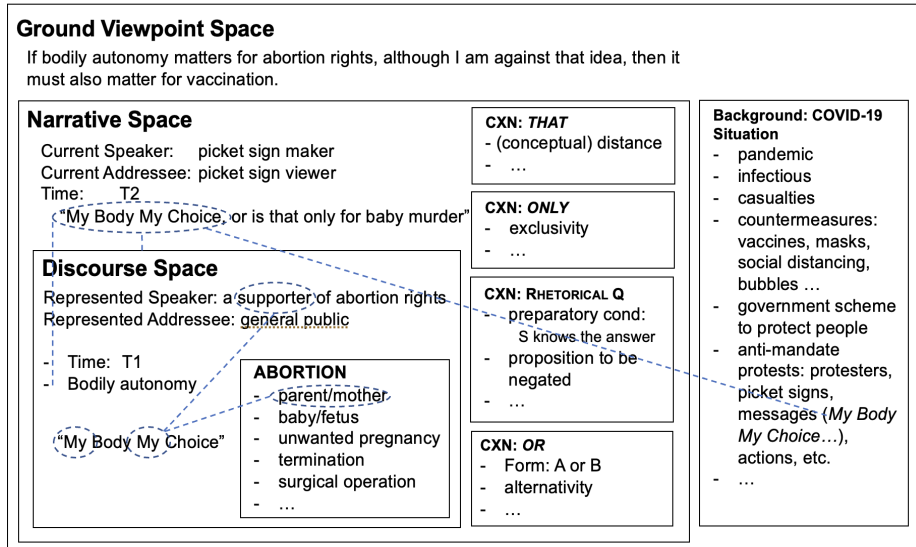 Ground Viewpoint Space
If bodily autonomy matters for abortion rights, although I am against that idea, then it
must also matter for vaccination.
Narrative Space
Current Speaker: picket sign maker
Current Addressee: picket sign viewer
Time: T2
“My Body My Choice, or is that only for baby murder”
Discourse Space
Represented Speaker: a supporter of abortion rights
Represented Addressee: general public
- Time: T1
- Bodily autonomy
“My Body My Choice”
ABORTION
- parent/mother
- baby/fetus
- unwanted pregnancy
- termination
- surgical operation
- …
CXN: THAT
- (conceptual) distance
- …
CXN: ONLY
- exclusivity
- …
CXN: RHETORICAL Q
- preparatory cond:
S knows the answer
- proposition to be
negated
- …
CXN: OR
- Form: A or B
- alternativity
- …
Background: COVID-19
Situation
- pandemic
- infectious
- casualties
- countermeasures:
vaccines, masks,
social distancing,
bubbles …
- government scheme
to protect people
- anti-mandate
protests: protesters,
picket signs,
messages (My Body
My Choice…),
actions, etc.
- …